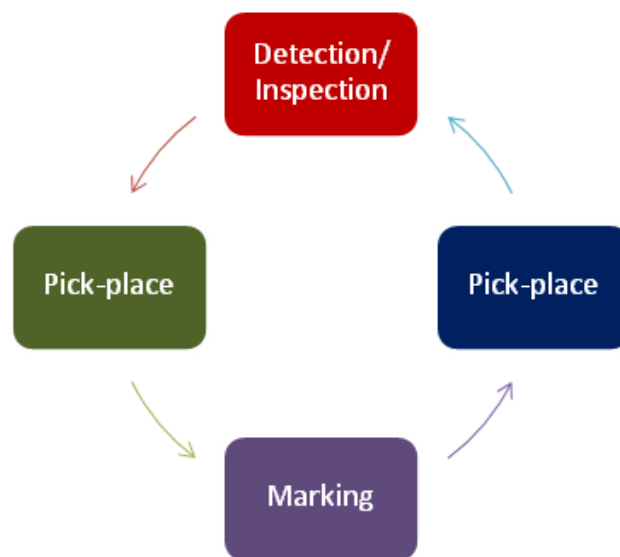 Detection/
Inspection
Pick-place
Pick-place
Marking